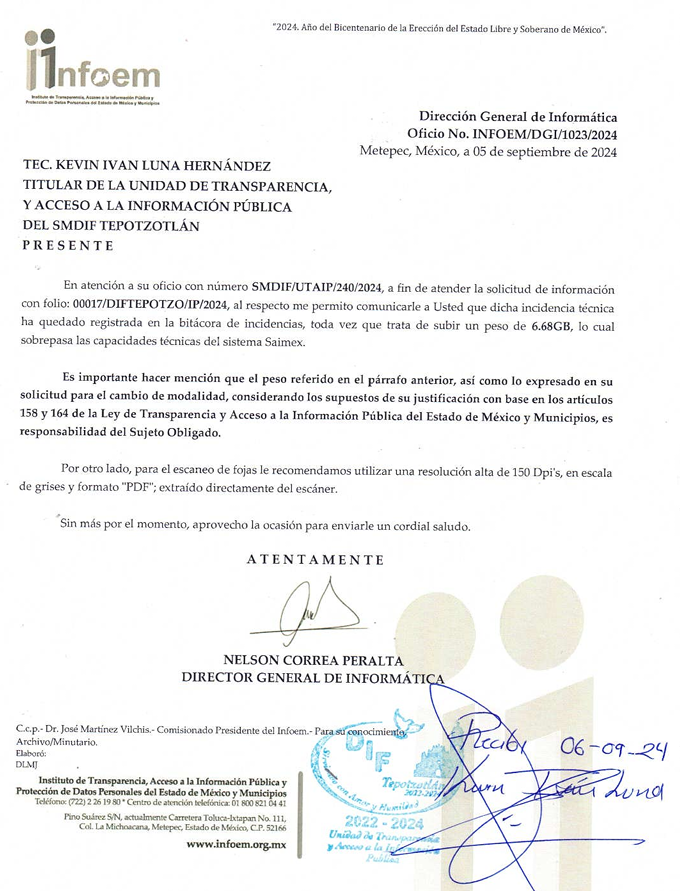 "2024. Año del Bicentenario de la Erección del Estado Libre y Soberano de México".
infoem
Instituto de Transparencia, Acceso a la Información Pública y
Protección de Datos Personales del Estado de México y Municipios
Dirección General de Informática
Oficio No. INFOEM/DGI/1023/2024
Metepec, México, a 05 de septiembre de 2024
TEC. KEVIN IVAN LUNA HERNÁNDEZ
TITULAR DE LA UNIDAD DE TRANSPARENCIA,
Y ACCESO A LA INFORMACIÓN PÚBLICA
DEL SMDIF TEPOTZOTLÁN
P R E S E N T E
En atención a su oficio con número SMDIF/UTAIP/240/2024, a fin de atender la solicitud de información
con folio: 00017/DIFTEPOTZO/IP/2024, al respecto me permito comunicarle a Usted que dicha incidencia técnica
ha quedado registrada en la bitácora de incidencias, toda vez que trata de subir un peso de 6.68GB, lo cual
sobrepasa las capacidades técnicas del sistema Saimex.
Es importante hacer mención que el peso referido en el párrafo anterior, así como lo expresado en su
solicitud para el cambio de modalidad, considerando los supuestos de su justificación con base en los artículos
158 y 164 de la Ley de Transparencia y Acceso a la Información Pública del Estado de México y Municipios, es
responsabilidad del Sujeto Obligado.
Por otro lado, para el escaneo de fojas le recomendamos utilizar una resolución alta de 150 Dpi's, en escala
de grises y formato "PDF"; extraído directamente del escáner.
Sin más por el momento, aprovecho la ocasión para enviarle un cordial saludo.
A T E N T A M E N T E
NELSON CORREA PERALTA
DIRECTOR GENERAL DE INFORMÁTICA
C.c.p.- Dr. José Martínez Vilchis.- Comisionado Presidente del Infoem.- Para su conocimiento.
Archivo/Minutario.
Elaboró:
DLMJ
Recibi 06-09-24
Luna
DIF
Tepotzotlán
2022-2024
con Amor y Humildad
2022 - 2024
Unidad de Transparencia
y Acceso a la Información
Pública
Instituto de Transparencia, Acceso a la Información Pública y
Protección de Datos Personales del Estado de México y Municipios
Teléfono: (722) 2 26 19 80 * Centro de atención telefónica: 01 800 821 04 41
Pino Suárez S/N, actualmente Carretera Toluca-Ixtapan No. 111,
Col. La Michoacana, Metepec, Estado de México, C.P. 52166
www.infoem.org.mx